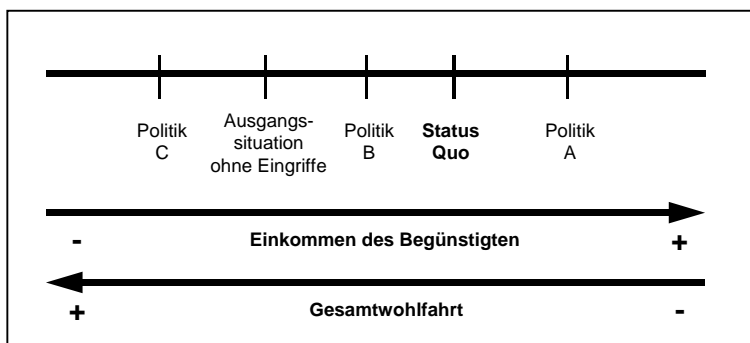 Politik
C
Ausgangs-
situation
ohne Eingriffe
Politik
B
Status
Quo
Politik
A
- Einkommen des Begünstigten +
+ Gesamtwohlfahrt -